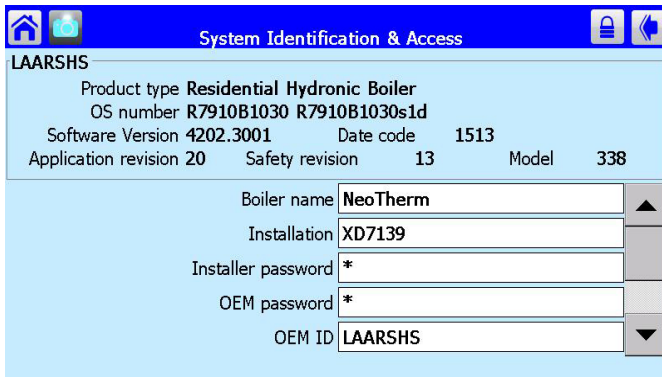 System Identification & Access
LAARSHS
Product type Residential Hydronic Boiler
OS number R7910B1030 R7910B1030s1d
Software Version 4202.3001 Date code 1513
Application revision 20 Safety revision 13 Model 338
Boiler name NeoTherm
Installation XD7139
Installer password *
OEM password *
OEM ID LAARSHS